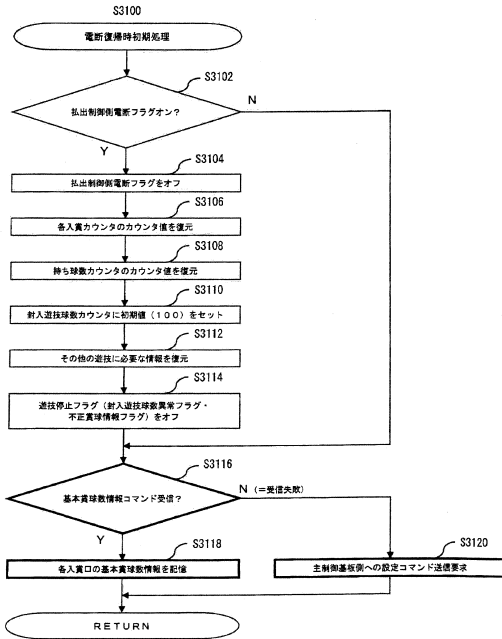 S3100
電断復帰時初期処理
S3102
払出制御側電断フラグオン？
N
Y
S3104
払出制御側電断フラグをオフ
S3106
各入賞カウンタのカウンタ値を復元
S3108
持ち球数カウンタのカウンタ値を復元
S3110
封入遊技球数カウンタに初期値（１００）をセット
S3112
その他の遊技に必要な情報を復元
S3114
遊技停止フラグ（封入遊技球数異常フラグ・
不正賞球情報フラグ）をオフ
S3116
基本賞球数情報コマンド受信？
N（＝受信失敗）
Y
S3118
各入賞口の基本賞球数情報を記憶
S3120
主制御基板側への設定コマンド送信要求
ＲＥＴＵＲＮ